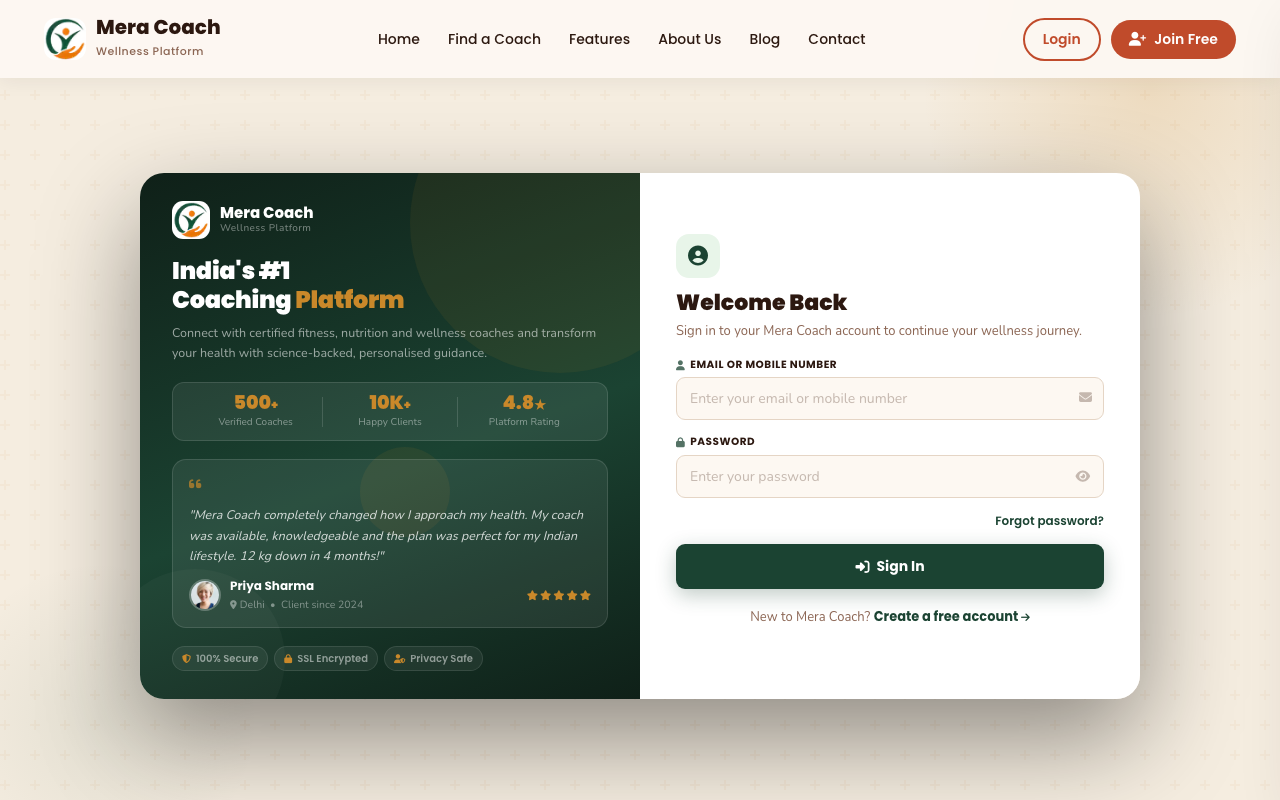 Mera Coach
Wellness Platform
Home
Find a Coach
Features
About Us
Blog
Contact
Login
Join Free
Mera Coach
Wellness Platform
India's #1
Coaching Platform
Connect with certified fitness, nutrition and wellness coaches and transform
your health with science-backed, personalised guidance.
500+
Verified Coaches
10K+
Happy Clients
4.8★
Platform Rating
"Mera Coach completely changed how I approach my health. My coach
was available, knowledgeable and the plan was perfect for my Indian
lifestyle. 12 kg down in 4 months!"
Priya Sharma
Delhi • Client since 2024
100% Secure
SSL Encrypted
Privacy Safe
Welcome Back
Sign in to your Mera Coach account to continue your wellness journey.
EMAIL OR MOBILE NUMBER
Enter your email or mobile number
PASSWORD
Enter your password
Forgot password?
Sign In
New to Mera Coach? Create a free account →